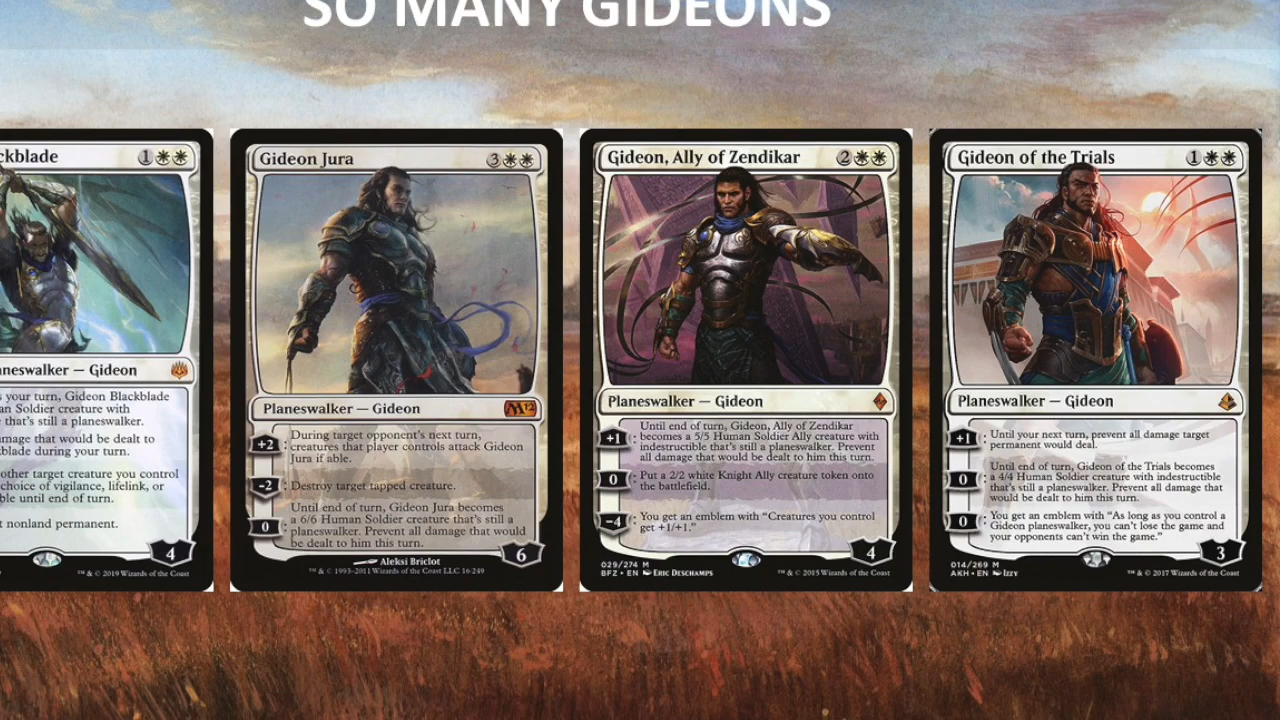 SO MANY GIDEONS
ckblade 1
neswalker — Gideon
s your turn, Gideon Blackblade
an Soldier creature with
e that's still a planeswalker.
mage that would be dealt to
kblade during your turn.
other target creature you control
choice of vigilance, lifelink, or
ble until end of turn.
t nonland permanent.
4
™ & © 2019 Wizards of the Coast
Gideon Jura 3
Planeswalker — Gideon M12
+2: During target opponent's next turn,
creatures that player controls attack Gideon
Jura if able.
-2: Destroy target tapped creature.
0: Until end of turn, Gideon Jura becomes
a 6/6 Human Soldier creature that's still a
planeswalker. Prevent all damage that would
be dealt to him this turn.
6
Aleksi Briclot
™ & © 1993–2011 Wizards of the Coast LLC 16/249
Gideon, Ally of Zendikar 2
Planeswalker — Gideon
+1: Until end of turn, Gideon, Ally of Zendikar
becomes a 5/5 Human Soldier Ally creature with
indestructible that's still a planeswalker. Prevent
all damage that would be dealt to him this turn.
0: Put a 2/2 white Knight Ally creature token onto
the battlefield.
-4: You get an emblem with "Creatures you control
get +1/+1."
4
029/274 M
BFZ • EN Eric Deschamps ™ & © 2015 Wizards of the Coast
Gideon of the Trials 1
Planeswalker — Gideon
+1: Until your next turn, prevent all damage target
permanent would deal.
0: Until end of turn, Gideon of the Trials becomes
a 4/4 Human Soldier creature with indestructible
that's still a planeswalker. Prevent all damage that
would be dealt to him this turn.
0: You get an emblem with "As long as you control a
Gideon planeswalker, you can't lose the game and
your opponents can't win the game."
3
014/269 M
AKH • EN Izzy ™ & © 2017 Wizards of the Coast